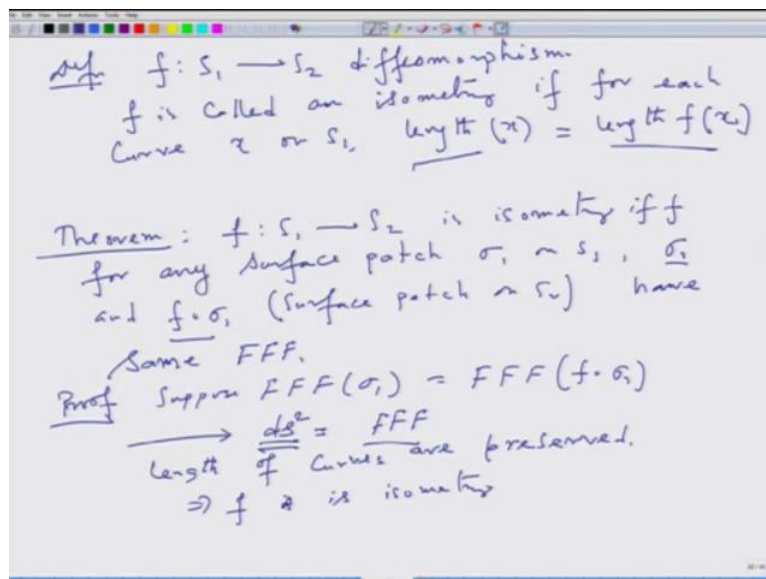 Defn f : S₁ → S₂ diffeomorphism.
f is called an isometry if for each
Curve r on S₁, length (r) = length f(r)
Theorem : f : S₁ → S₂ is isometry iff
for any surface patch σ₁ on S₁, σ₁
and f∘σ₁ (Surface patch on S₂) have
Same FFF.
Proof Suppose FFF(σ₁) = FFF(f∘σ₁)
→ ds² = FFF
Length of Curves are preserved.
⇒ f is isometry